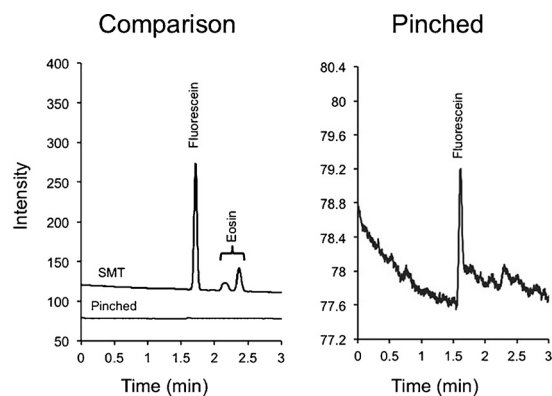 Comparison
Pinched
400
350
300
250
200
150
100
50
Intensity
Fluorescein
Eosin
SMT
Pinched
0 0.5 1 1.5 2 2.5 3
Time (min)
80.4
80
79.6
79.2
78.8
78.4
78
77.6
77.2
Fluorescein
0 0.5 1 1.5 2 2.5 3
Time (min)